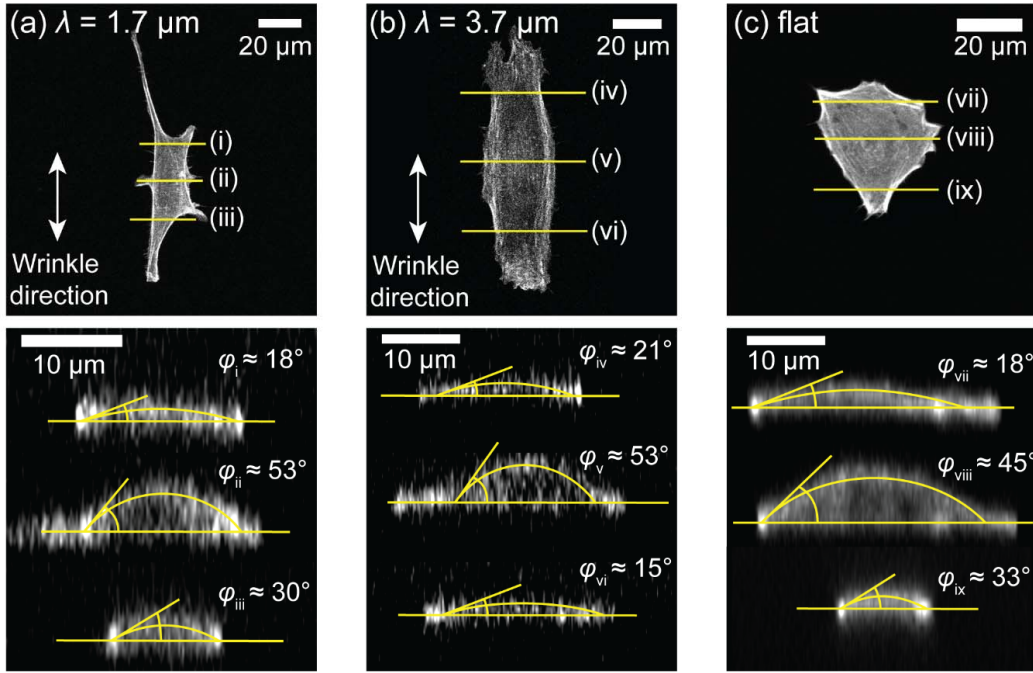 (a) λ = 1.7 μm
20 μm
(i)
(ii)
(iii)
Wrinkle
direction
(b) λ = 3.7 μm
20 μm
(iv)
(v)
(vi)
Wrinkle
direction
(c) flat
20 μm
(vii)
(viii)
(ix)
10 μm
φi ≈ 18°
φii ≈ 53°
φiii ≈ 30°
10 μm
φiv ≈ 21°
φv ≈ 53°
φvi ≈ 15°
10 μm
φvii ≈ 18°
φviii ≈ 45°
φix ≈ 33°